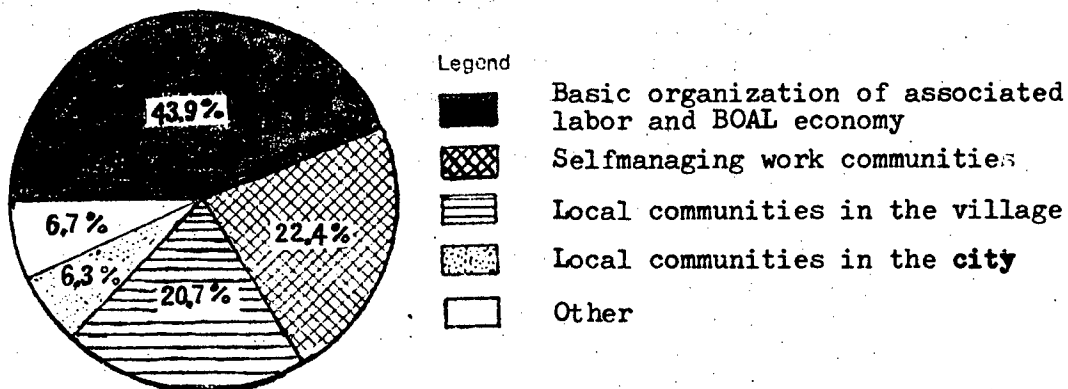 Legend
43.9%
Basic organization of associated
labor and BOAL economy
Selfmanaging work communities
22.4%
Local communities in the village
6,7%
6,3%
Local communities in the city
20,7%
Other